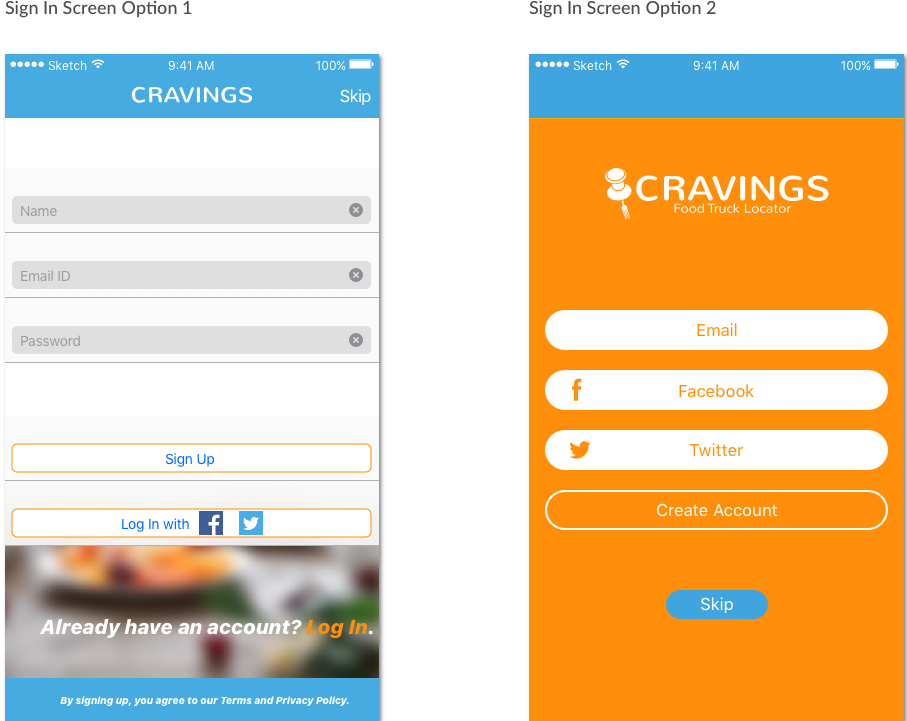 Sign In Screen Option 1
Sketch 9:41 AM 100%
CRAVINGS Skip
Name
Email ID
Password
Sign Up
Log In with
Already have an account? Log In.
By signing up, you agree to our Terms and Privacy Policy.
Sign In Screen Option 2
Sketch 9:41 AM 100%
CRAVINGS
Food Truck Locator
Email
Facebook
Twitter
Create Account
Skip